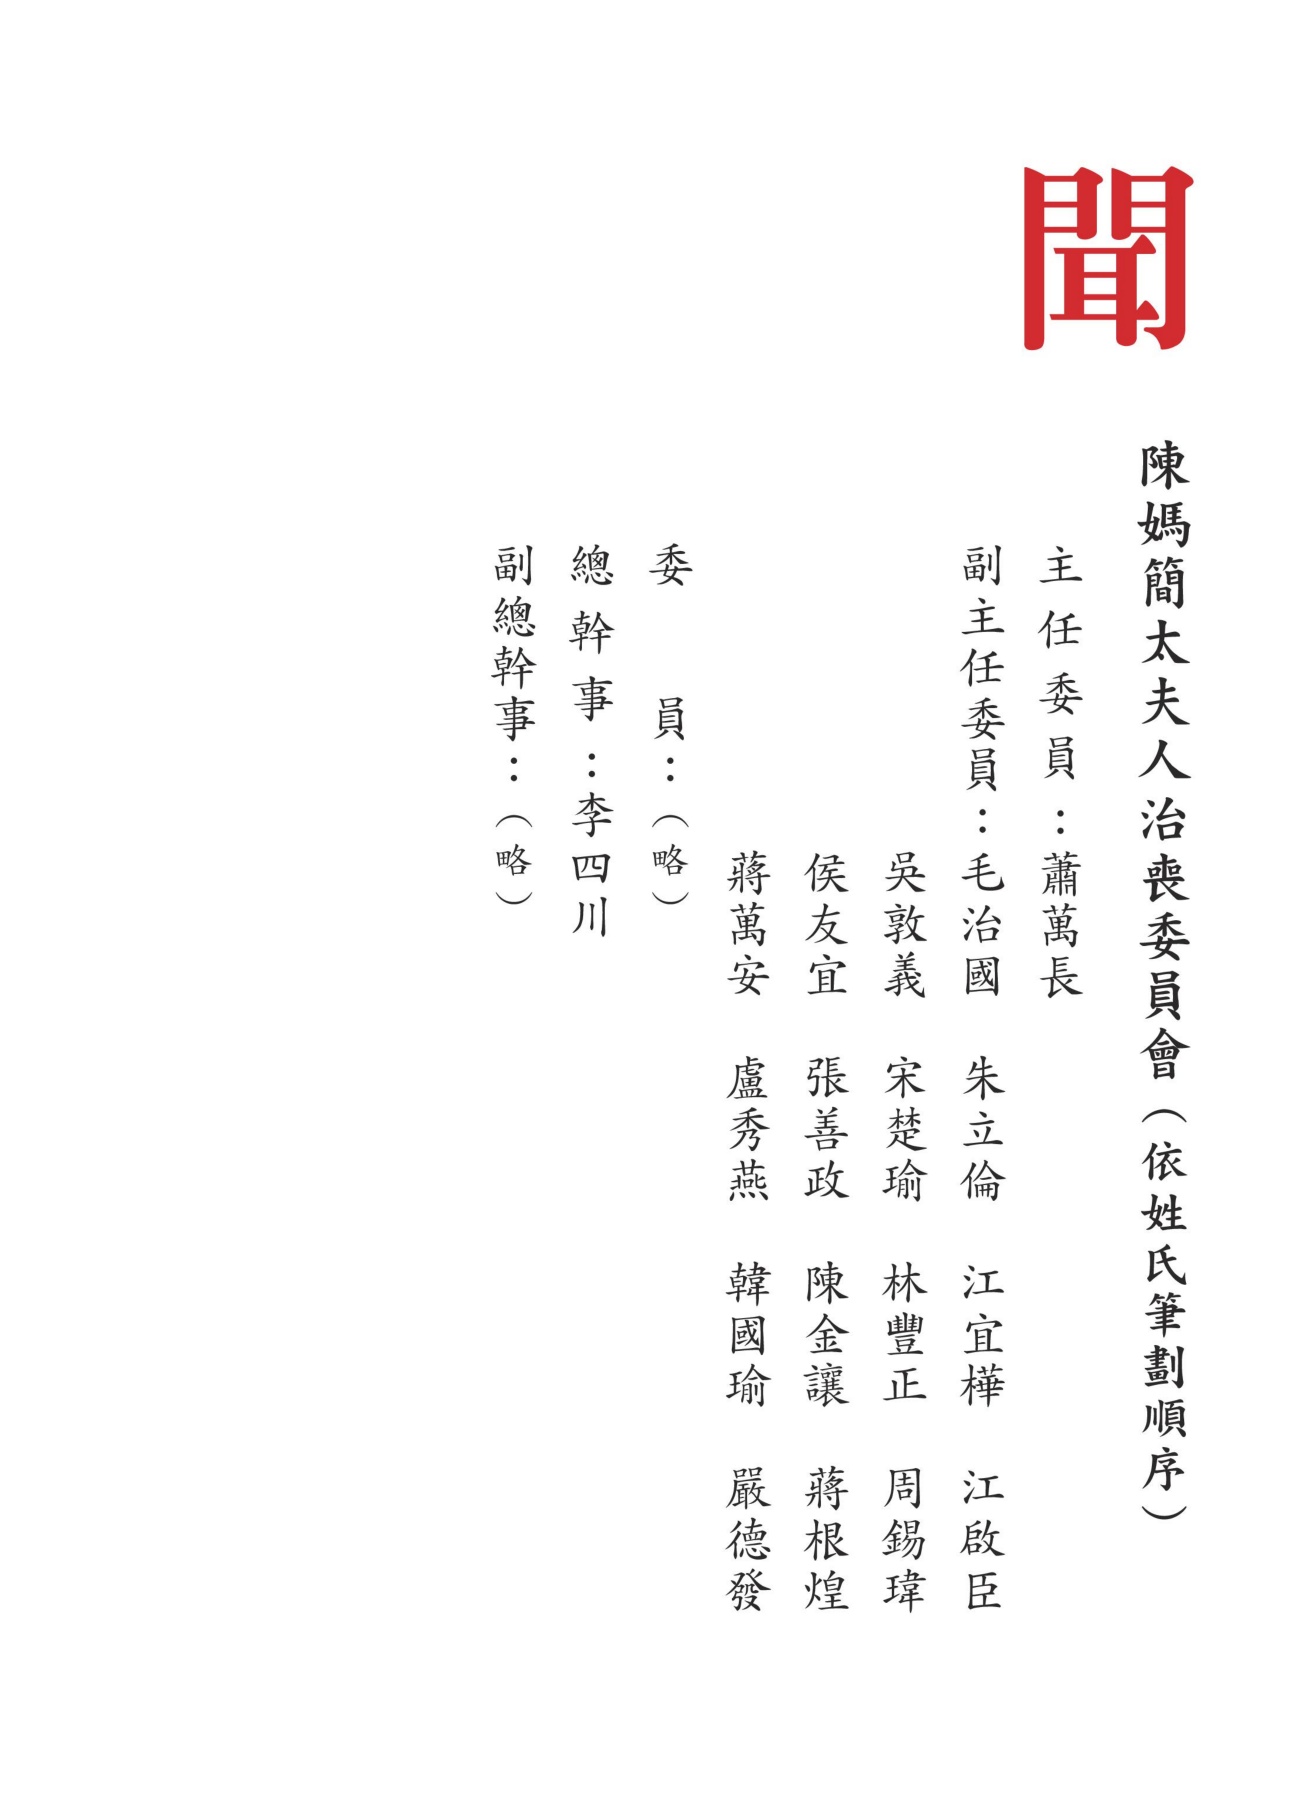 聞
陳媽簡太夫人治喪委員會（依姓氏筆劃順序）
主任委員：蕭萬長
副主任委員：毛治國　朱立倫　江宜樺　江啟臣
吳敦義　宋楚瑜　林豐正　周錫瑋
侯友宜　張善政　陳金讓　蔣根煌
蔣萬安　盧秀燕　韓國瑜　嚴德發
委員：（略）
總幹事：李四川
副總幹事：（略）